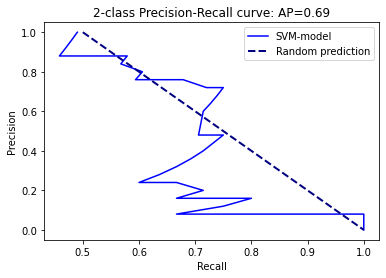 2-class Precision-Recall curve: AP=0.69
SVM-model
Random prediction
Precision
1.0
0.8
0.6
0.4
0.2
0.0
0.5
0.6
0.7
0.8
0.9
1.0
Recall